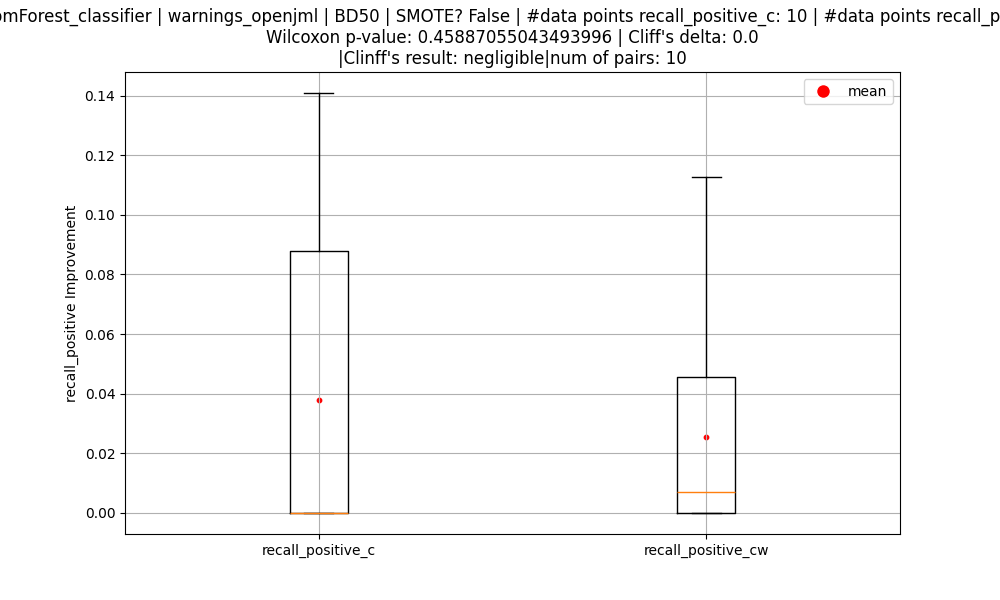 omForest_classifier | warnings_openjml | BD50 | SMOTE? False | #data points recall_positive_c: 10 | #data points recall_p
Wilcoxon p-value: 0.45887055043493996 | Cliff's delta: 0.0
|Clinff's result: negligible|num of pairs: 10
mean
recall_positive Improvement
0.14
0.12
0.10
0.08
0.06
0.04
0.02
0.00
recall_positive_c
recall_positive_cw